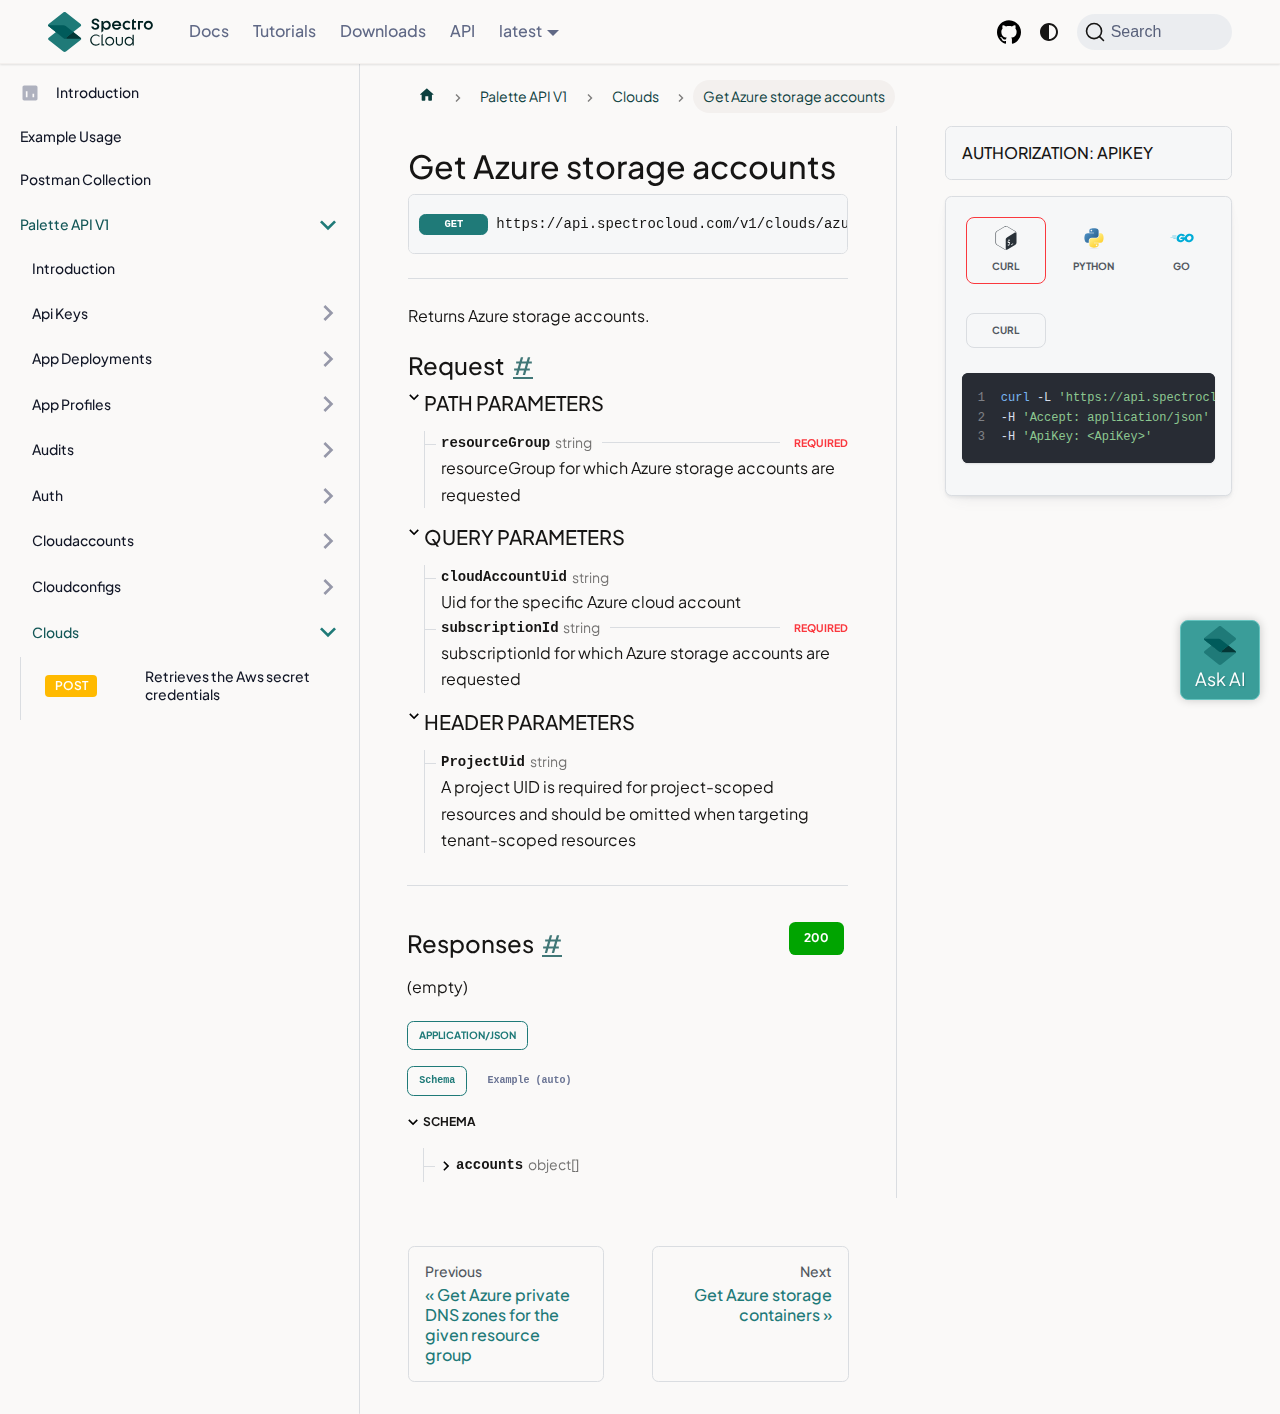 Spectro
Cloud
Docs
Tutorials
Downloads
API
latest
Search
Introduction
Example Usage
Postman Collection
Palette API V1
Introduction
Api Keys
App Deployments
App Profiles
Audits
Auth
Cloudaccounts
Cloudconfigs
Clouds
POST
Retrieves the Aws secret
credentials
Palette API V1
Clouds
Get Azure storage accounts
Get Azure storage accounts
GET https://api.spectrocloud.com/v1/clouds/azu
Returns Azure storage accounts.
Request #
PATH PARAMETERS
resourceGroup string REQUIRED
resourceGroup for which Azure storage accounts are
requested
QUERY PARAMETERS
cloudAccountUid string
Uid for the specific Azure cloud account
subscriptionId string REQUIRED
subscriptionId for which Azure storage accounts are
requested
HEADER PARAMETERS
ProjectUid string
A project UID is required for project-scoped
resources and should be omitted when targeting
tenant-scoped resources
Responses #
200
(empty)
APPLICATION/JSON
Schema
Example (auto)
SCHEMA
accounts object[]
Previous
« Get Azure private
DNS zones for the
given resource
group
Next
Get Azure storage
containers »
AUTHORIZATION: APIKEY
CURL
PYTHON
GO
GO
CURL
1 curl -L 'https://api.spectrocl
2 -H 'Accept: application/json'
3 -H 'ApiKey: <ApiKey>'
Ask AI